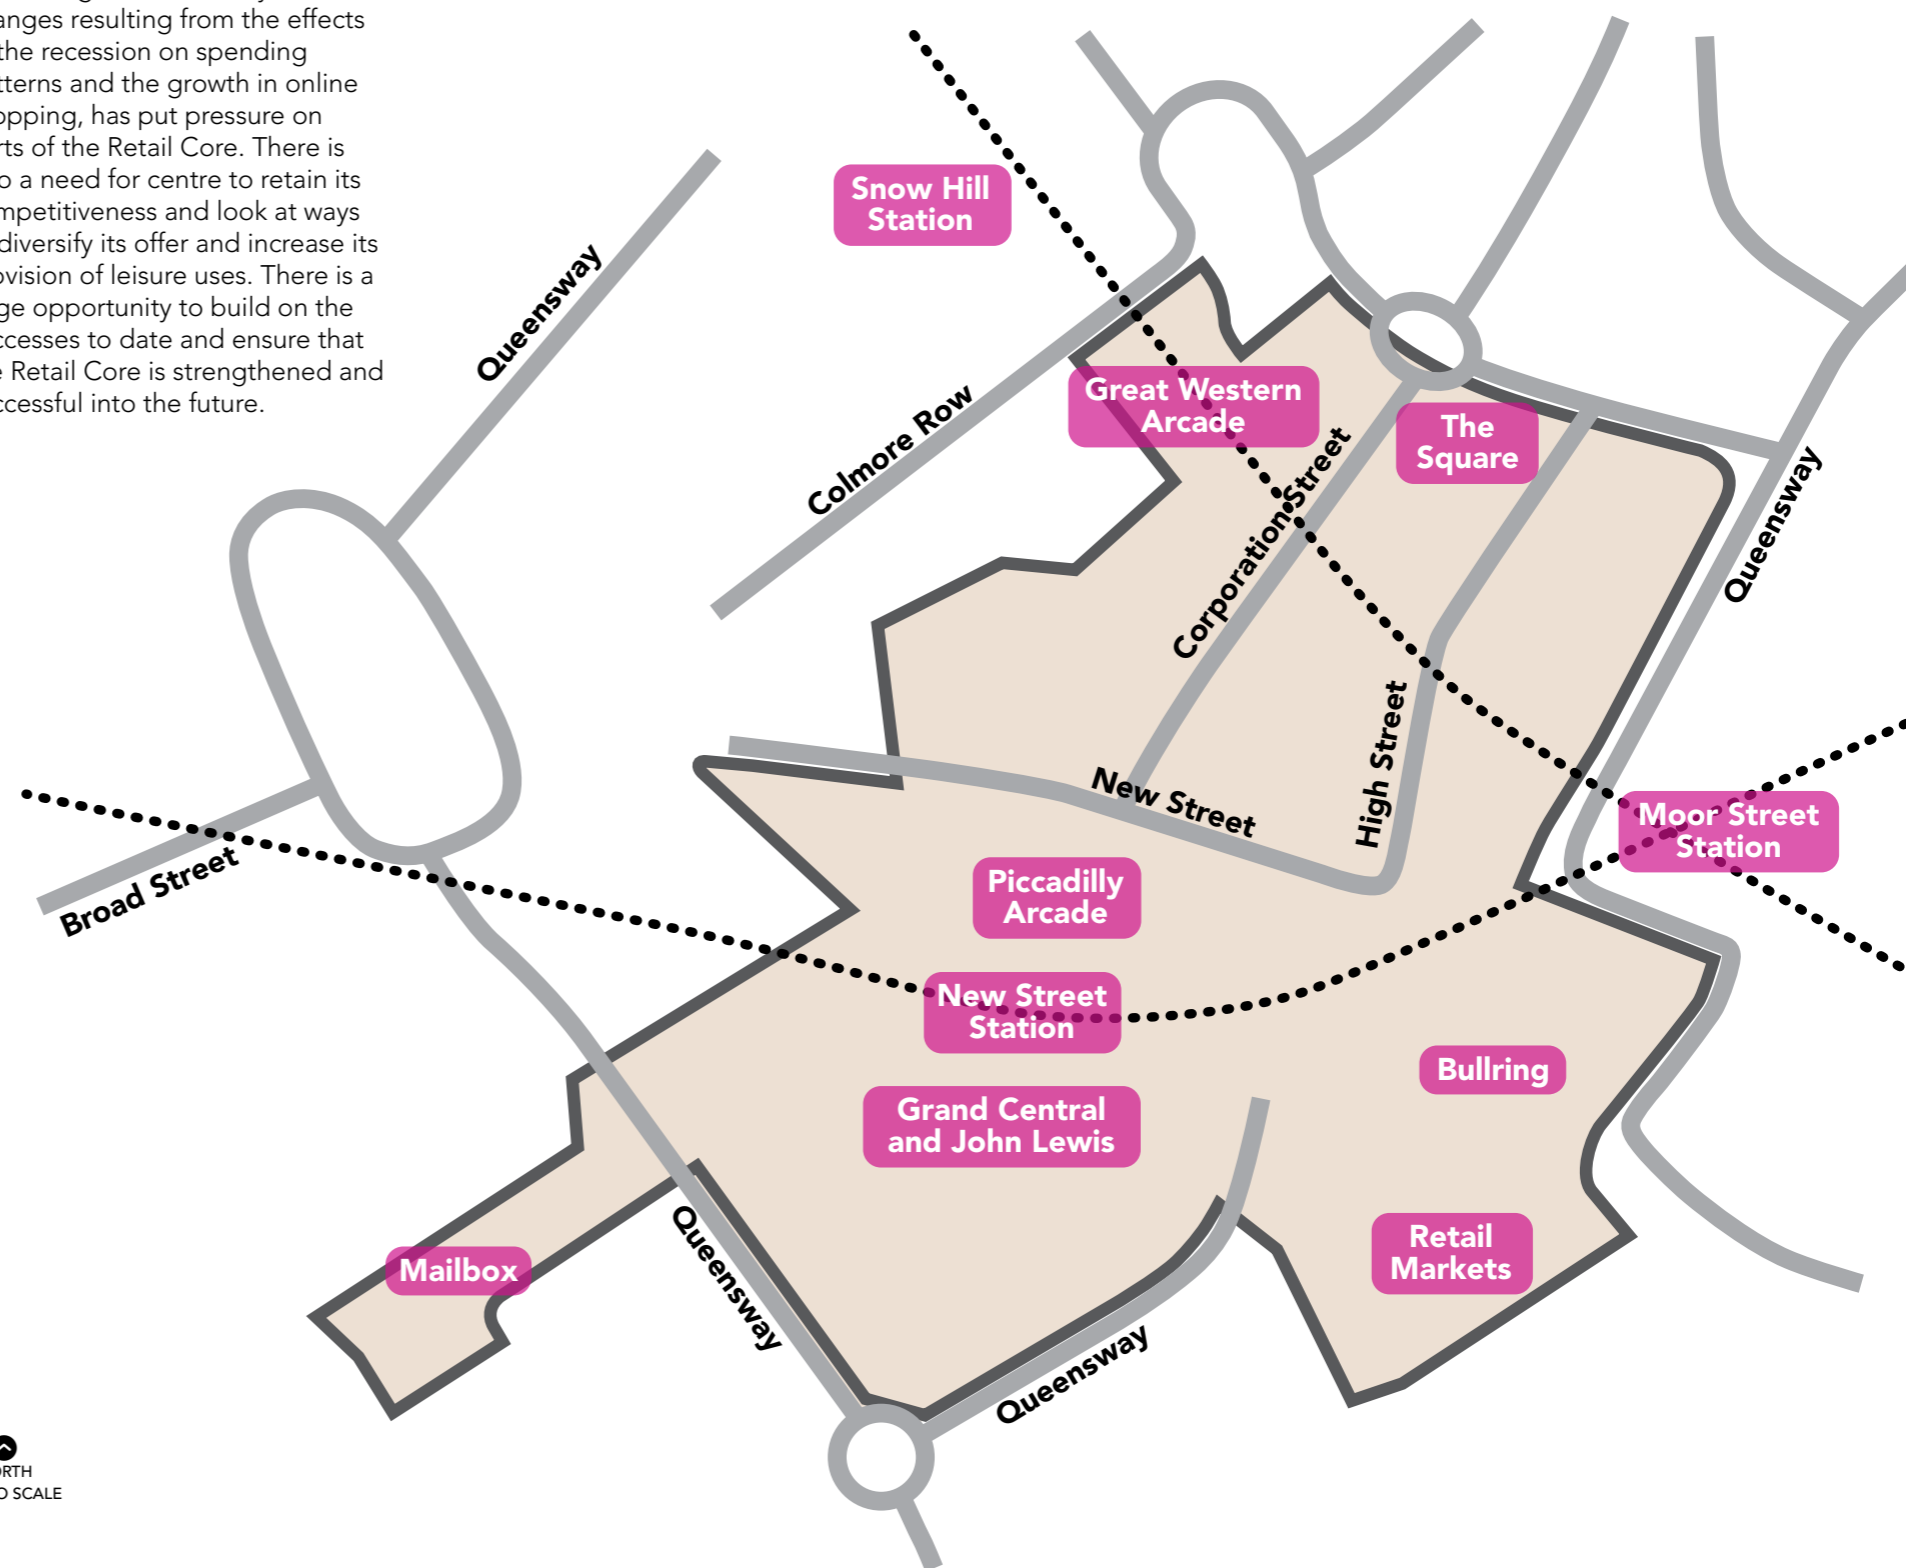 anges resulting from the effects
the recession on spending
tterns and the growth in online
opping, has put pressure on
rts of the Retail Core. There is
o a need for centre to retain its
mpetitiveness and look at ways
diversify its offer and increase its
ovision of leisure uses. There is a
ge opportunity to build on the
ccesses to date and ensure that
e Retail Core is strengthened and
ccessful into the future.
Snow Hill
Station
Queensway
Colmore Row
Great Western
Arcade
The
Square
Corporation Street
Queensway
High Street
New Street
Moor Street
Station
Broad Street
Piccadilly
Arcade
New Street
Station
Bullring
Grand Central
and John Lewis
Retail
Markets
Mailbox
Queensway
Queensway
RTH
O SCALE